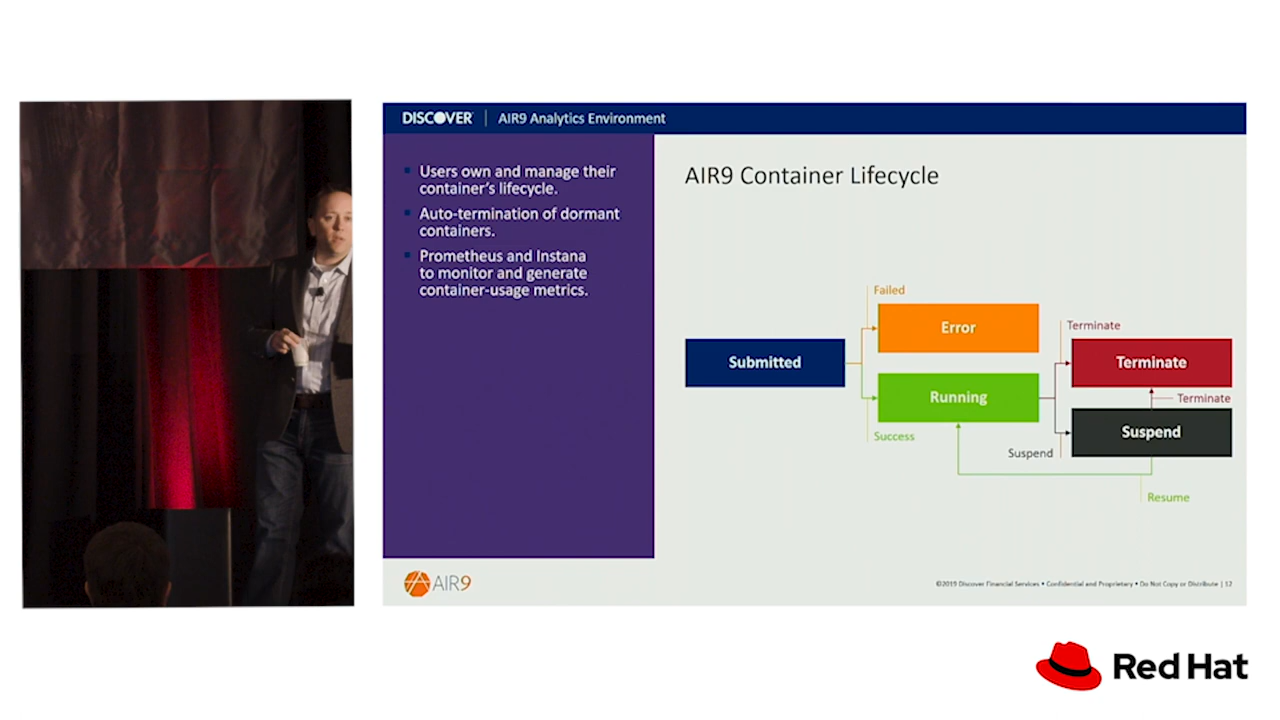 DISCOVER | AIR9 Analytics Environment
Users own and manage their
container's lifecycle.
Auto-termination of dormant
containers.
Prometheus and Instana
to monitor and generate
container-usage metrics.
AIR9 Container Lifecycle
Failed
Error
Submitted
Running
Success
Terminate
Terminate
Terminate
Suspend
Suspend
Resume
AIR9
©2019 Discover Financial Services • Confidential and Proprietary • Do Not Copy or Distribute | 12
Red Hat